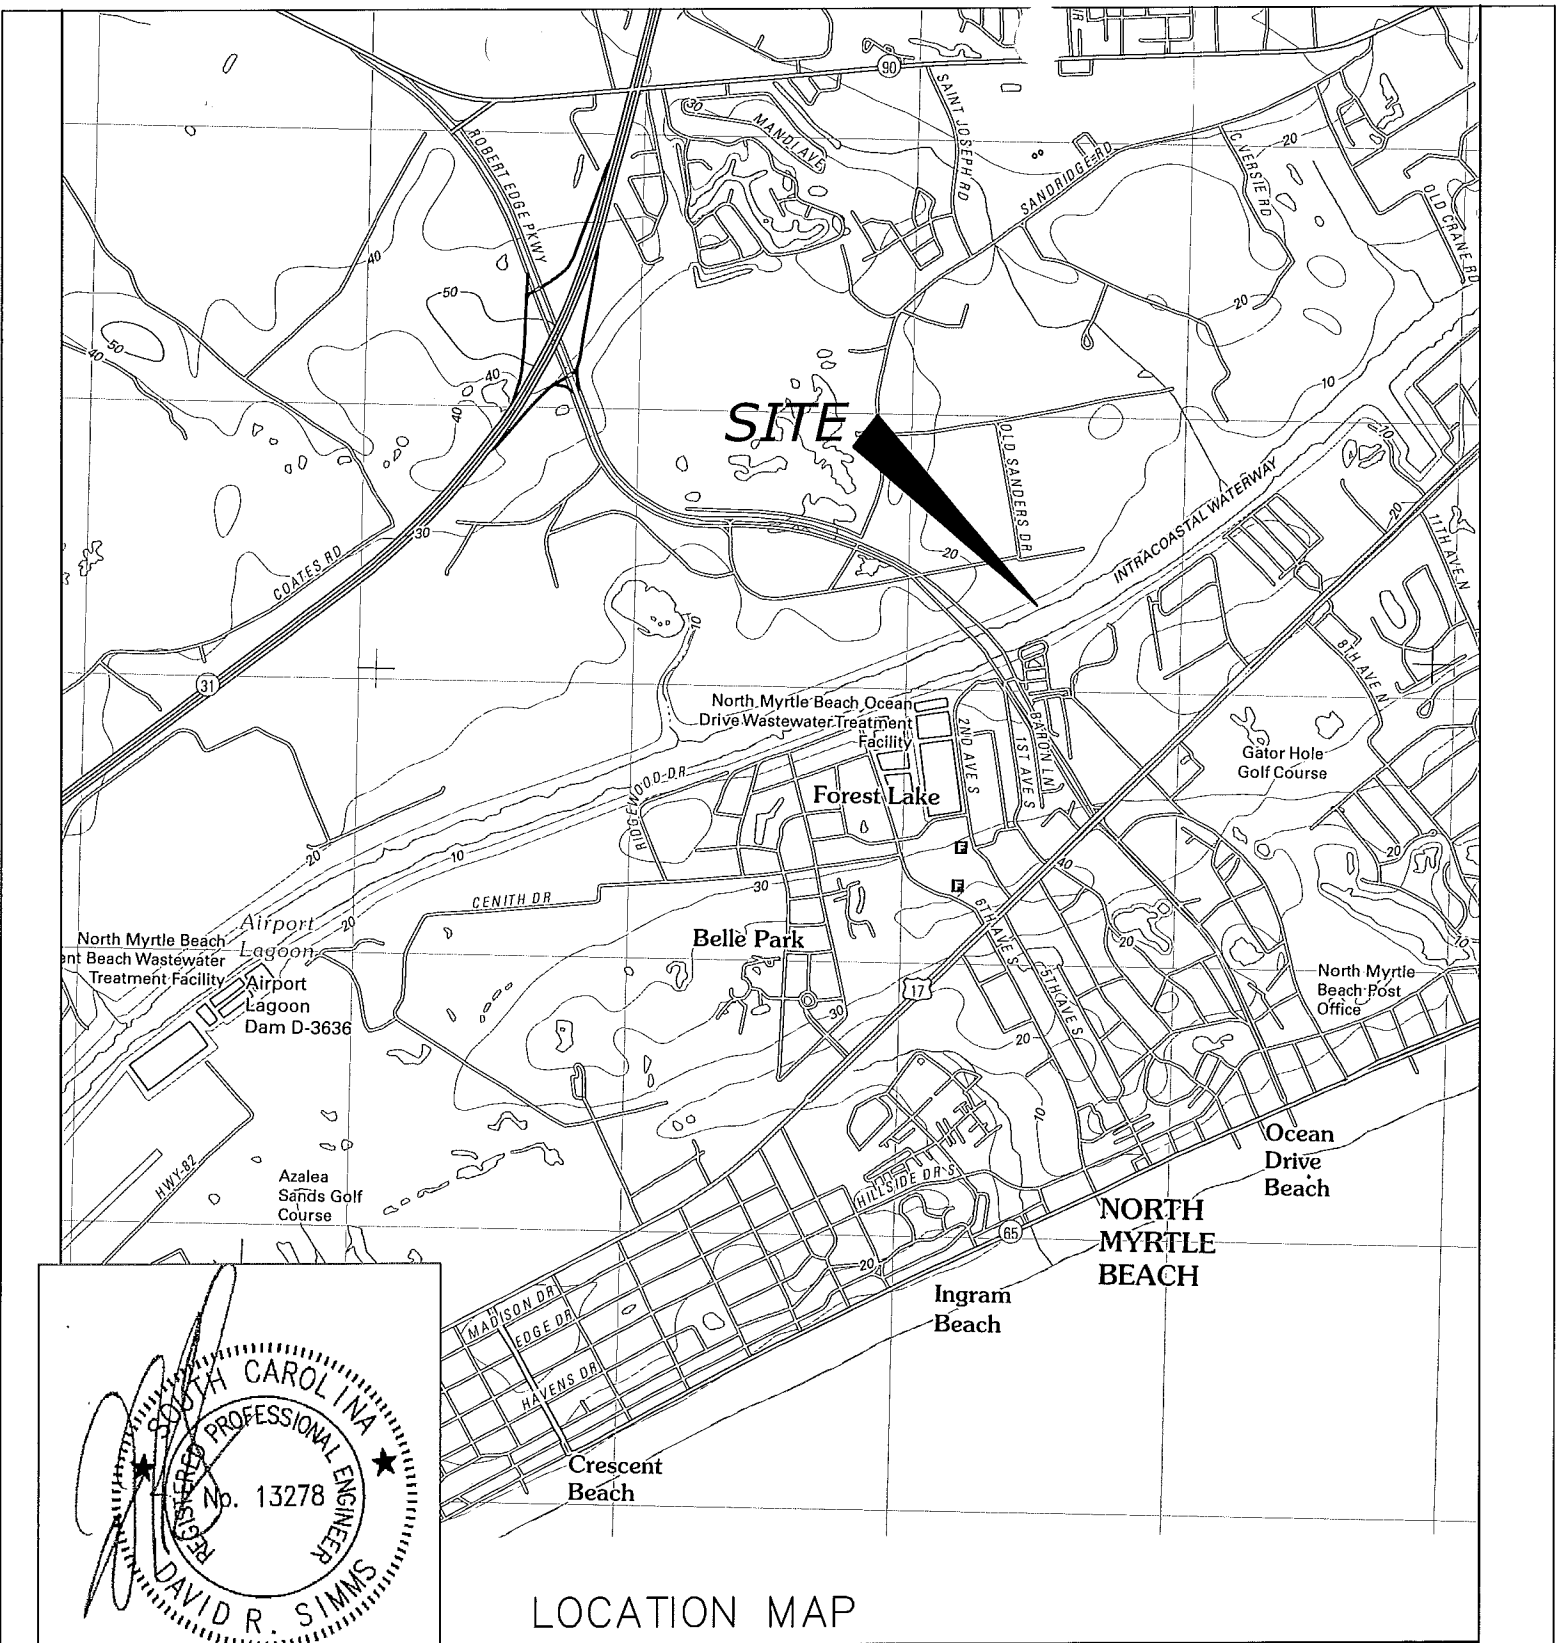 90
SAINT JOSEPH RD
30
MANDI AVE
ROBERT EDGE PKWY
SANDRIDGE RD
C VERSIE RD
20
OLD CRANE RD
40
50
20
50
40
40
40
10
SITE
10
OLD SANDERS DR
INTRACOASTAL WATERWAY
20
11TH AVE N
30
20
COATES RD
10
8TH AVE N
31
North Myrtle Beach Ocean
Drive Wastewater Treatment
Facility
2ND AVE S
1ST AVE S
BARON LN
Gator Hole
Golf Course
RIDGEWOOD DR
Forest Lake
20
10
F
40
20
30
F
CENITH DR
6TH AVE S
Airport
Lagoon
20
North Myrtle Beach
ent Beach Wastewater
Treatment Facility
Belle Park
20
10
5TH AVE S
North Myrtle
Beach Post
Office
Airport
Lagoon
Dam D-3636
17
30
20
10
Ocean
Drive
Beach
HWY-82
Azalea
Sands Golf
Course
HILLSIDE DR S
65
NORTH
MYRTLE
BEACH
20
Ingram
Beach
MADISON DR
EDGE DR
HAVENS DR
Crescent
Beach
SOUTH CAROLINA
REGISTERED PROFESSIONAL ENGINEER
No. 13278
DAVID R. SIMMS
LOCATION MAP